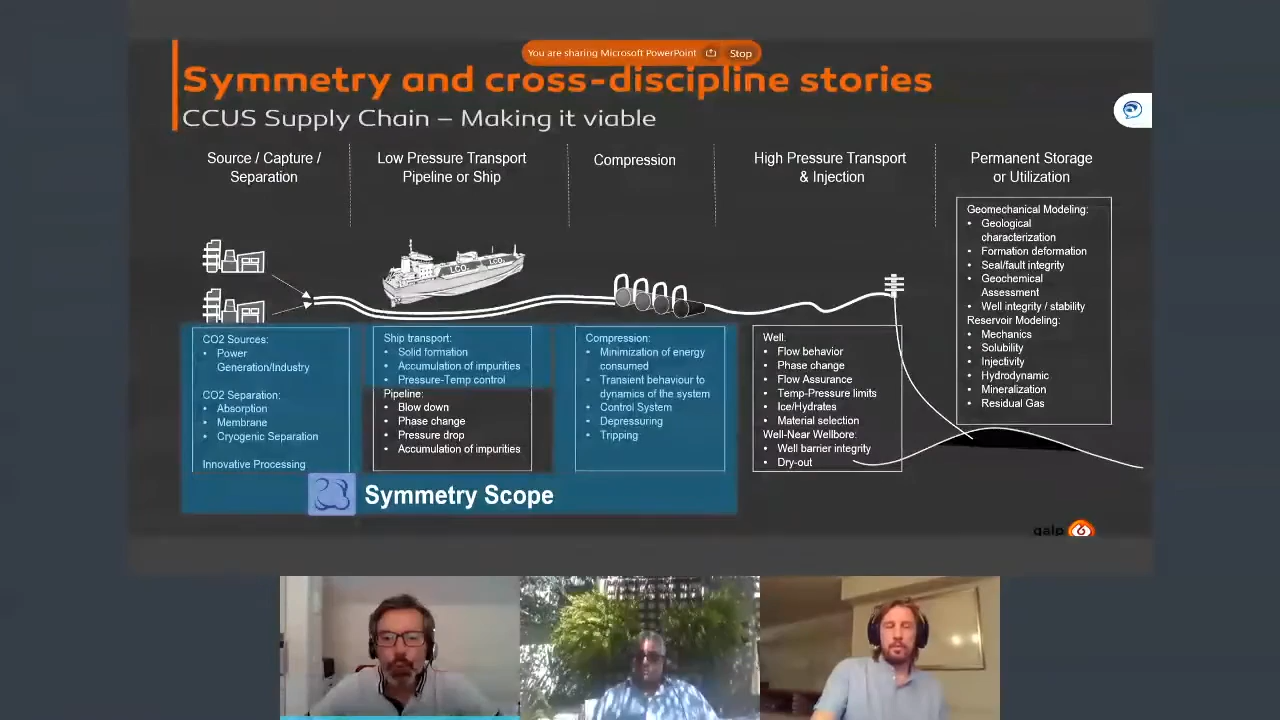 You are sharing Microsoft PowerPoint
Stop
Symmetry and cross-discipline stories
CCUS Supply Chain – Making it viable
Source / Capture /
Separation
Low Pressure Transport
Pipeline or Ship
Compression
High Pressure Transport
& Injection
Permanent Storage
or Utilization
LCO₂
LCO₂
CO2 Sources:
• Power
Generation/Industry
CO2 Separation:
• Absorption
• Membrane
• Cryogenic Separation
Innovative Processing
Ship transport:
• Solid formation
• Accumulation of impurities
• Pressure-Temp control
Pipeline:
• Blow down
• Phase change
• Pressure drop
• Accumulation of impurities
Compression:
• Minimization of energy
consumed
• Transient behaviour to
dynamics of the system
• Control System
• Depressuring
• Tripping
Well:
• Flow behavior
• Phase change
• Flow Assurance
• Temp-Pressure limits
• Ice/Hydrates
• Material selection
Well-Near Wellbore:
• Well barrier integrity
• Dry-out
Geomechanical Modeling:
• Geological
characterization
• Formation deformation
• Seal/fault integrity
• Geochemical
Assessment
• Well integrity / stability
Reservoir Modeling:
• Mechanics
• Solubility
• Injectivity
• Hydrodynamic
• Mineralization
• Residual Gas
Symmetry Scope
galp